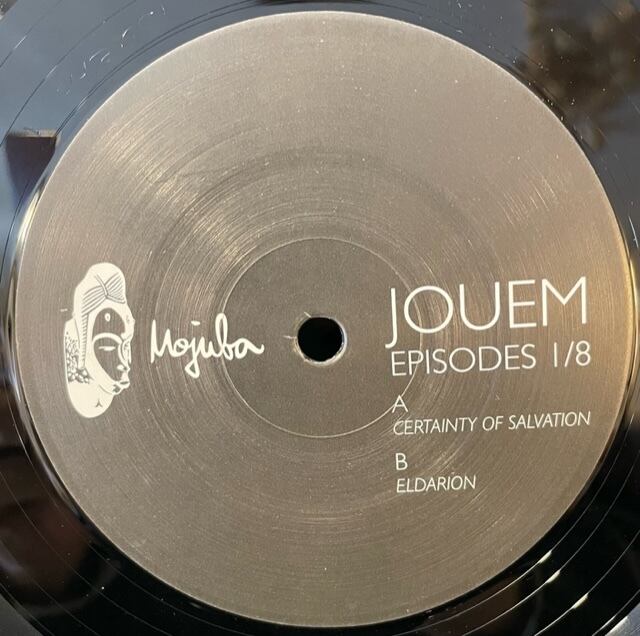 Mojuba
JOUEM
EPISODES 1/8
A
CERTAINTY OF SALVATION
B
ELDARION